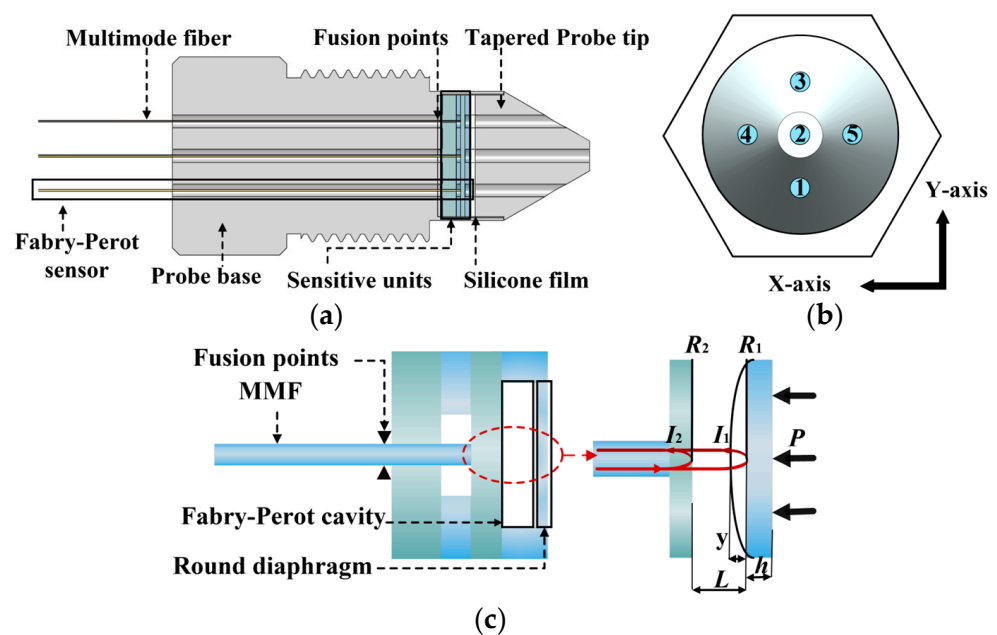 Multimode fiber
Fusion points
Tapered Probe tip
Fabry-Perot
sensor
Probe base
Sensitive units
Silicone film
(a)
3
4
2
5
1
Y-axis
X-axis
(b)
Fusion points
MMF
Fabry-Perot cavity
Round diaphragm
R2
R1
I2
I1
P
y
h
L
(c)